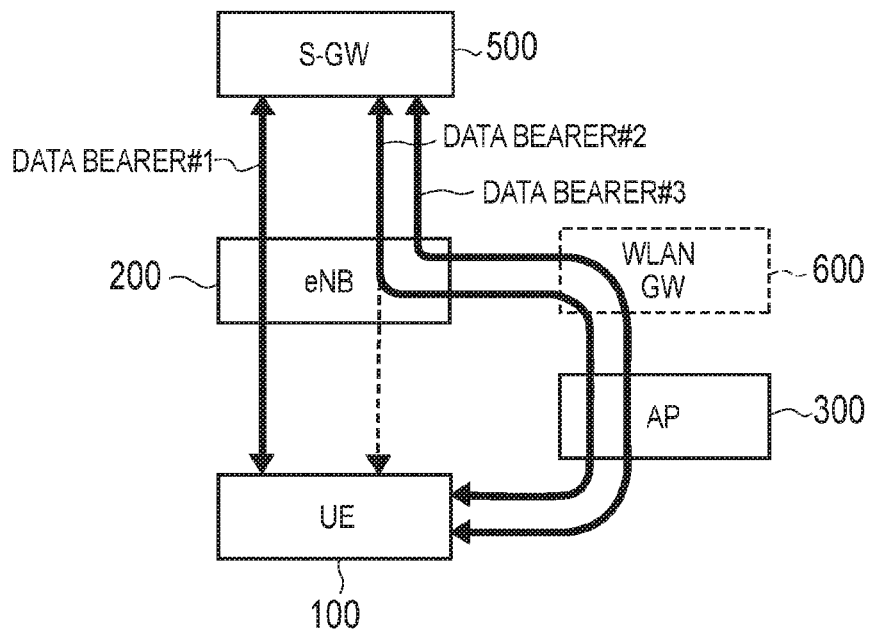 S-GW
500
DATA BEARER#1
DATA BEARER#2
DATA BEARER#3
200
eNB
WLAN
GW
600
AP
300
UE
100